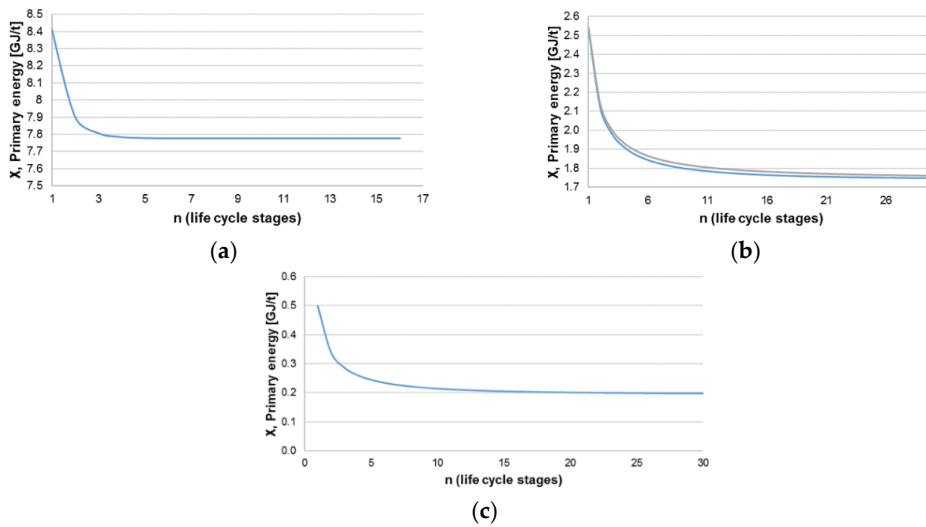 X, Primary energy [GJ/t]
8.5
8.4
8.3
8.2
8.1
8
7.9
7.8
7.7
7.6
7.5
1 3 5 7 9 11 13 15 17
n (life cycle stages)
(a)
X, Primary energy [GJ/t]
2.6
2.5
2.4
2.3
2.2
2.1
2.0
1.9
1.8
1.7
1 6 11 16 21 26
n (life cycle stages)
(b)
X, Primary energy [GJ/t]
0.6
0.5
0.4
0.3
0.2
0.1
0.0
0 5 10 15 20 25 30
n (life cycle stages)
(c)